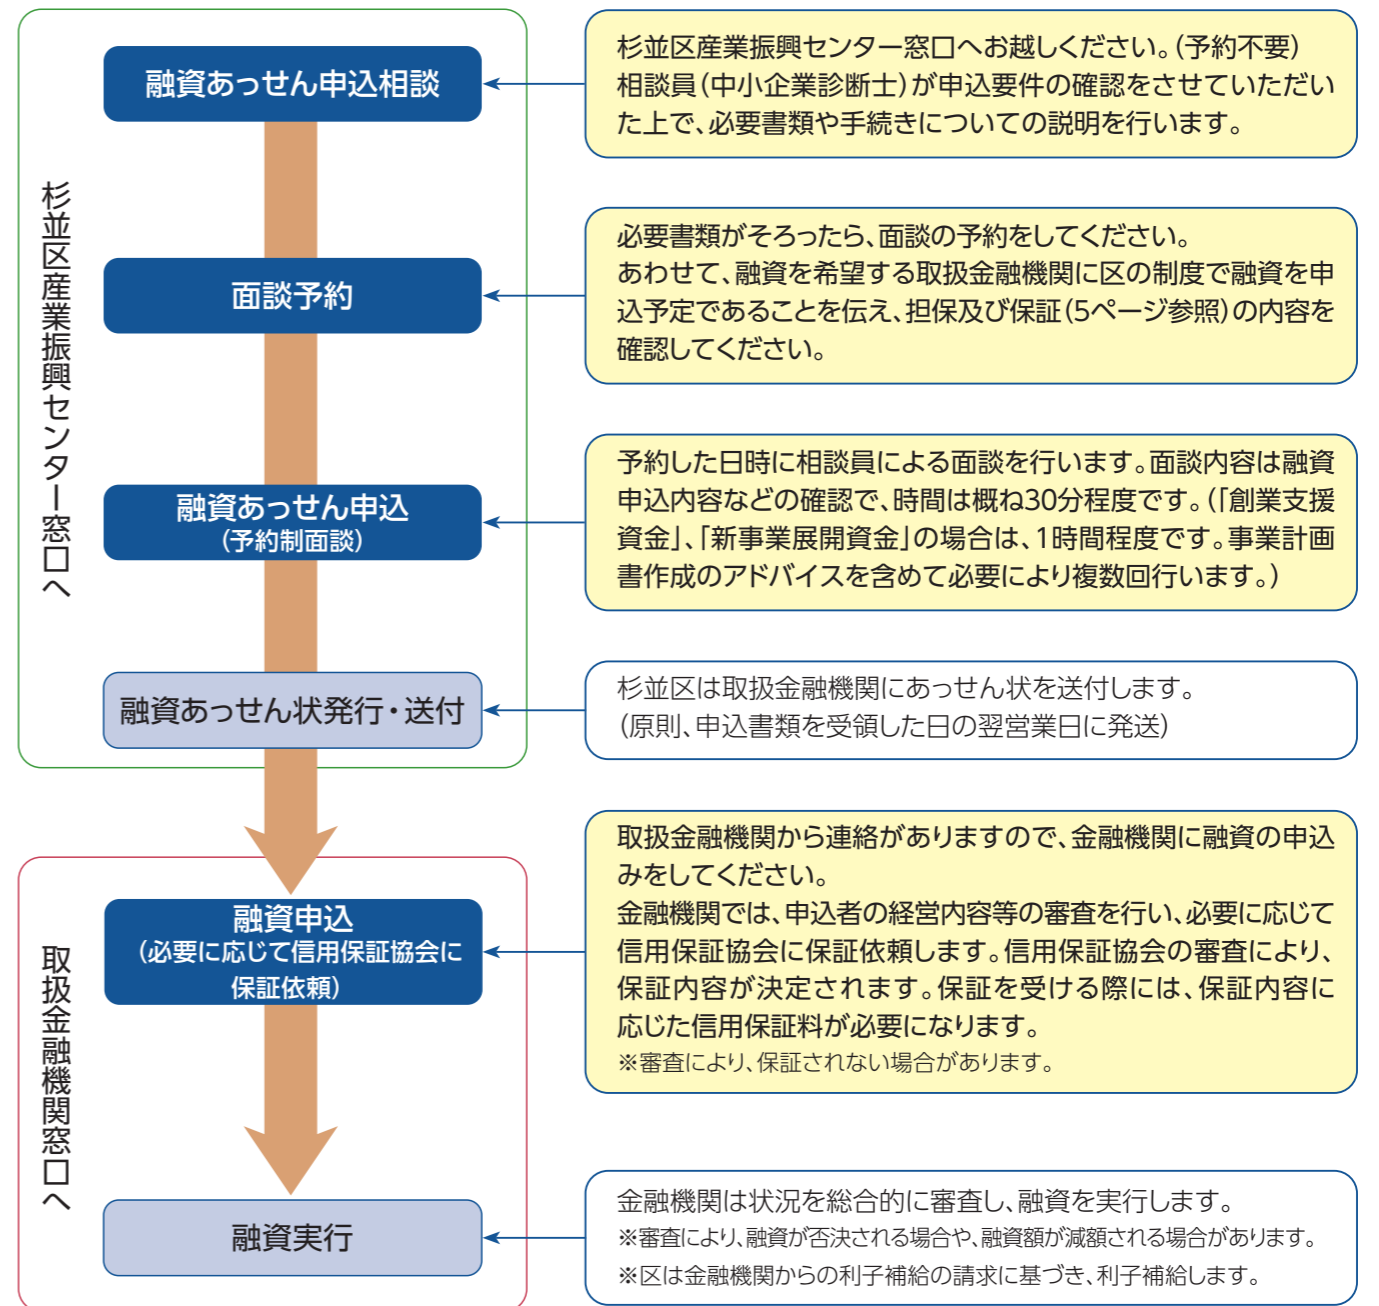 杉並区産業振興センター窓口へ
融資あっせん申込相談
杉並区産業振興センター窓口へお越しください。(予約不要)
相談員(中小企業診断士)が申込要件の確認をさせていただい
た上で、必要書類や手続きについての説明を行います。
面談予約
必要書類がそろったら、面談の予約をしてください。
あわせて、融資を希望する取扱金融機関に区の制度で融資を申
込予定であることを伝え、担保及び保証(5ページ参照)の内容を
確認してください。
融資あっせん申込
(予約制面談)
予約した日時に相談員による面談を行います。面談内容は融資
申込内容などの確認で、時間は概ね30分程度です。(「創業支援
資金」、「新事業展開資金」の場合は、1時間程度です。事業計画
書作成のアドバイスを含めて必要により複数回行います。)
融資あっせん状発行・送付
杉並区は取扱金融機関にあっせん状を送付します。
(原則、申込書類を受領した日の翌営業日に発送)
取扱金融機関窓口へ
融資申込
(必要に応じて信用保証協会に
保証依頼)
取扱金融機関から連絡がありますので、金融機関に融資の申込
みをしてください。
金融機関では、申込者の経営内容等の審査を行い、必要に応じて
信用保証協会に保証依頼します。信用保証協会の審査により、
保証内容が決定されます。保証を受ける際には、保証内容に
応じた信用保証料が必要になります。
※審査により、保証されない場合があります。
融資実行
金融機関は状況を総合的に審査し、融資を実行します。
※審査により、融資が否決される場合や、融資額が減額される場合があります。
※区は金融機関からの利子補給の請求に基づき、利子補給します。